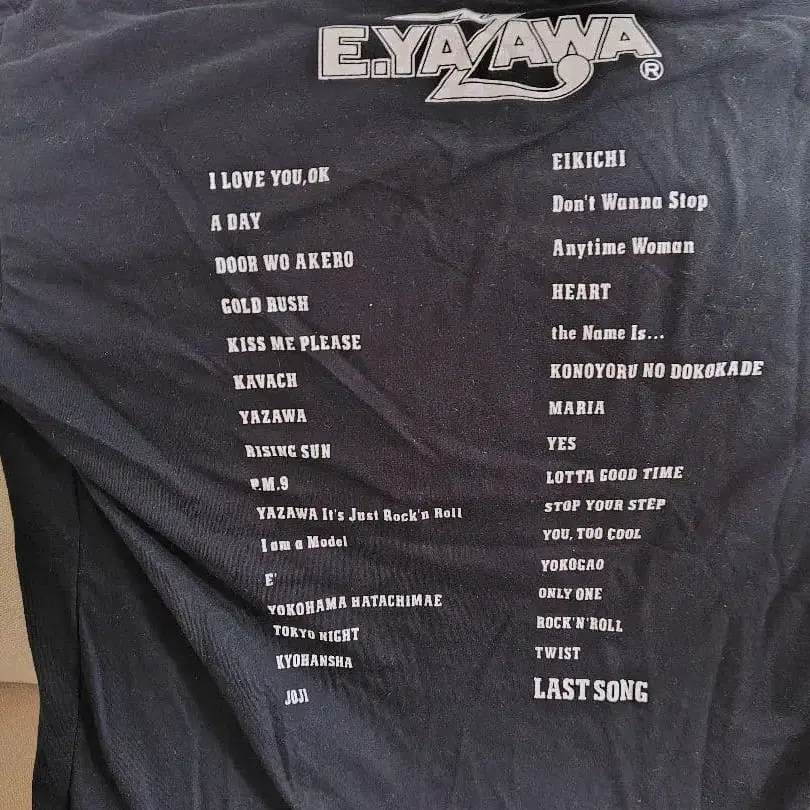 E.YAZAWA®
I LOVE YOU,OK
A DAY
DOOR WO AKERO
GOLD RUSH
KISS ME PLEASE
KAVACH
YAZAWA
RISING SUN
P.M.9
YAZAWA It's Just Rock'n Roll
I am a Model
E'
YOKOHAMA HATACHIMAE
TOKYO NIGHT
KYOHANSHA
JOJI
EIKICHI
Don't Wanna Stop
Anytime Woman
HEART
the Name Is...
KONOYORU NO DOKOKADE
MARIA
YES
LOTTA GOOD TIME
STOP YOUR STEP
YOU, TOO COOL
YOKOGAO
ONLY ONE
ROCK'N'ROLL
TWIST
LAST SONG